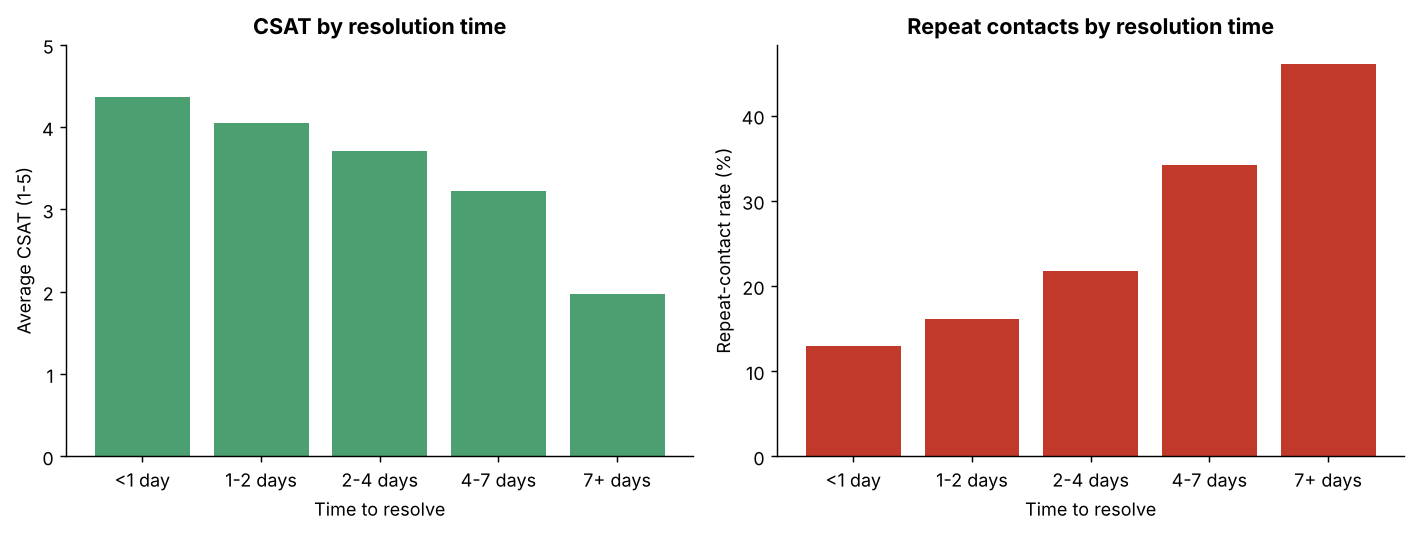 CSAT by resolution time
Average CSAT (1-5)
5
4
3
2
1
0
<1 day
1-2 days
2-4 days
4-7 days
7+ days
Time to resolve
Repeat contacts by resolution time
Repeat-contact rate (%)
40
30
20
10
0
<1 day
1-2 days
2-4 days
4-7 days
7+ days
Time to resolve